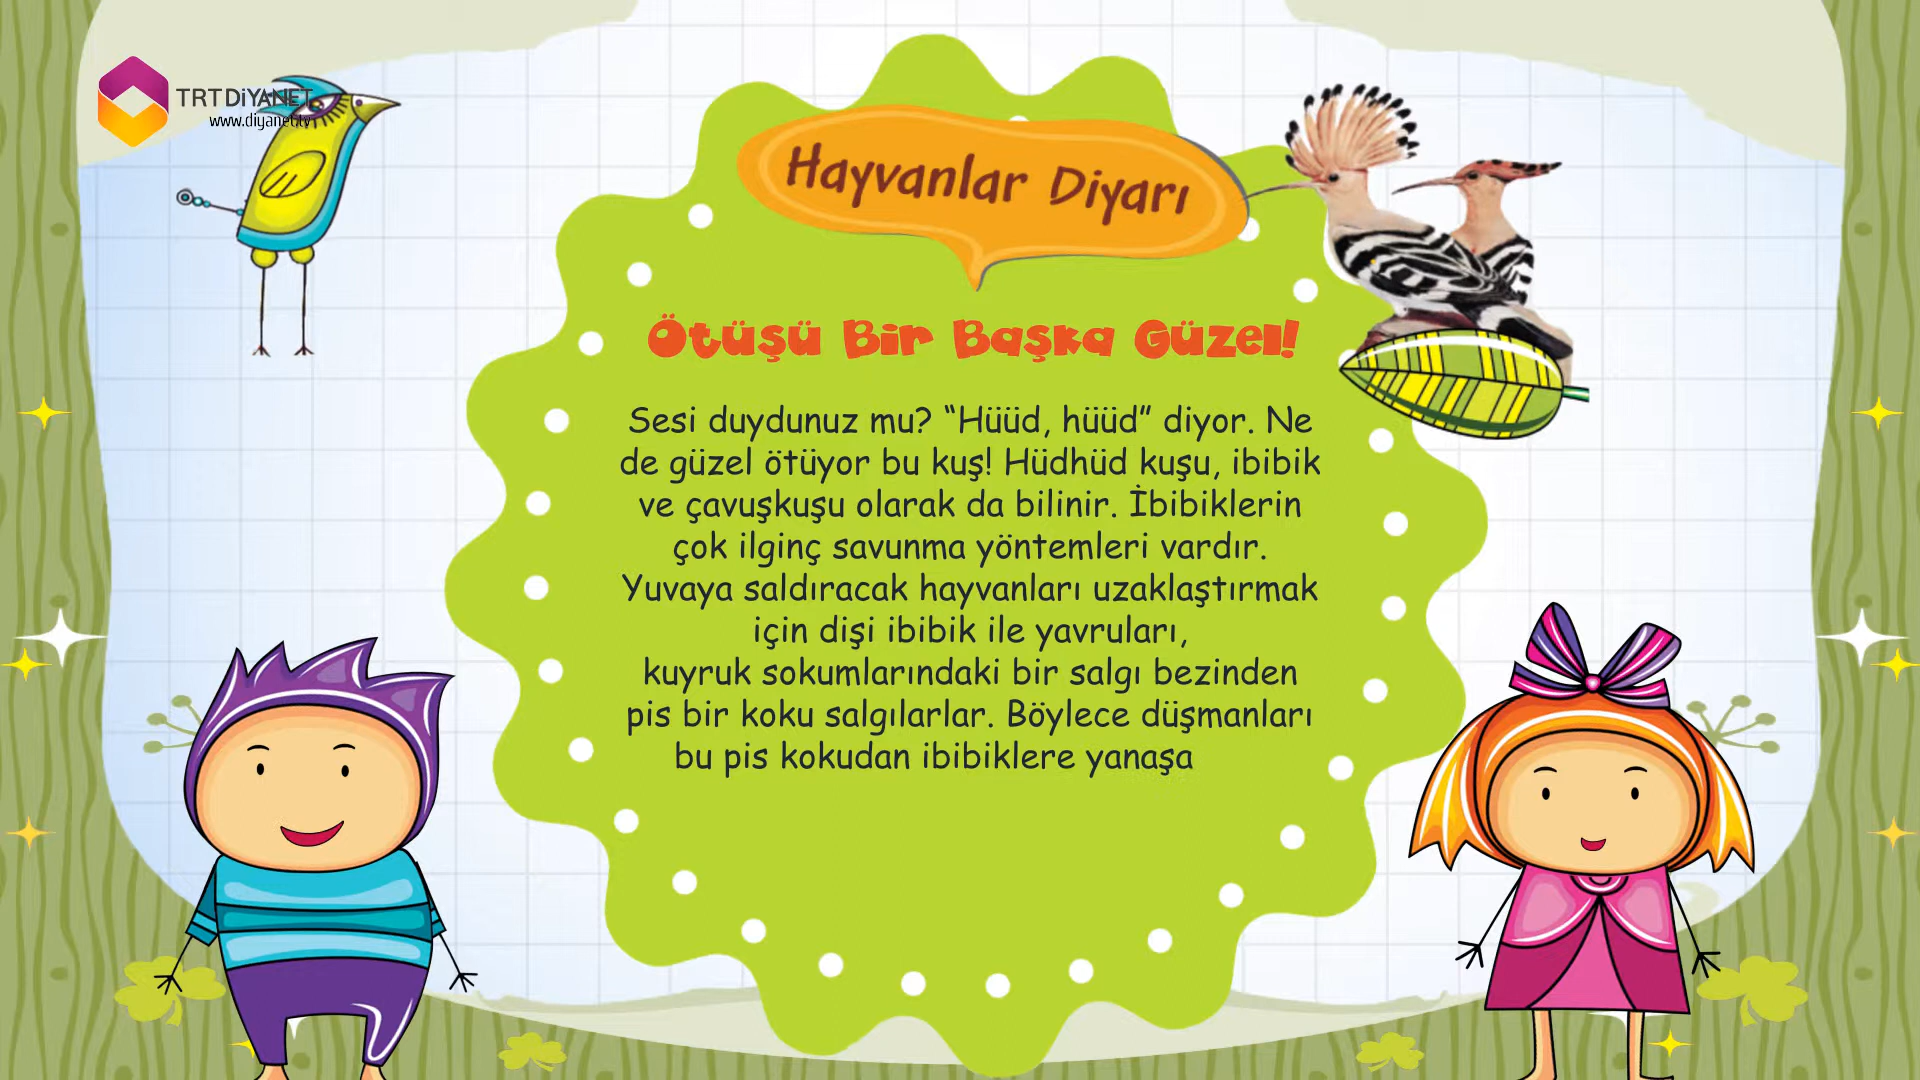 TRT DiYANET
www.diyanet.tv
Hayvanlar Diyarı
Ötüşü Bir Başka Güzel!
Sesi duydunuz mu? “Hüüd, hüüd” diyor. Ne
de güzel ötüyor bu kuş! Hüdhüd kuşu, ibibik
ve çavuşkuşu olarak da bilinir. İbibiklerin
çok ilginç savunma yöntemleri vardır.
Yuvaya saldıracak hayvanları uzaklaştırmak
için dişi ibibik ile yavruları,
kuyruk sokumlarındaki bir salgı bezinden
pis bir koku salgılarlar. Böylece düşmanları
bu pis kokudan ibibiklere yanaşa